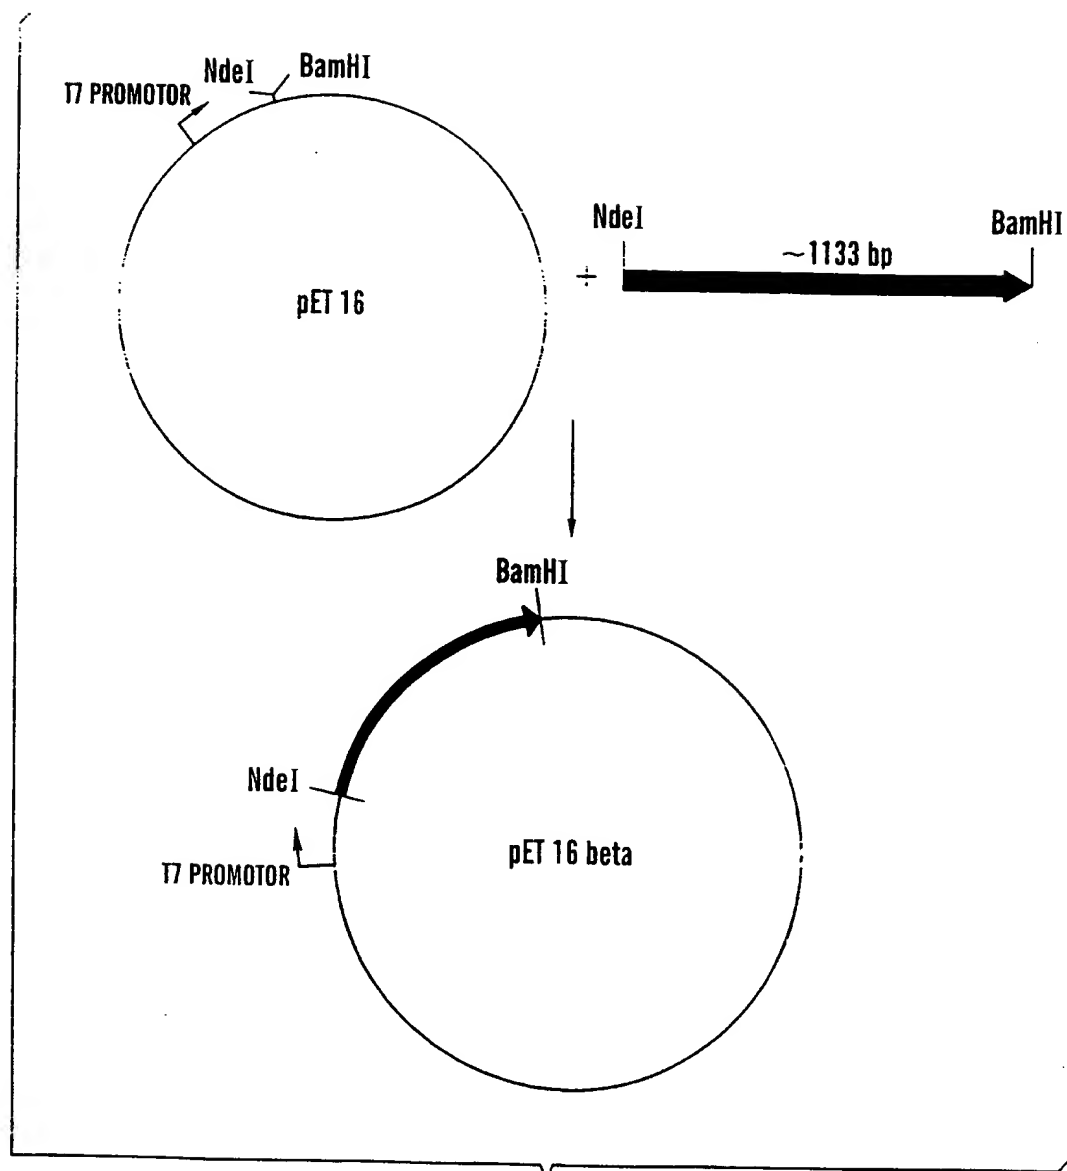 NdeI
BamHI
T7 PROMOTOR
pET 16
÷
NdeI
~1133 bp
BamHI
BamHI
NdeI
T7 PROMOTOR
pET 16 beta